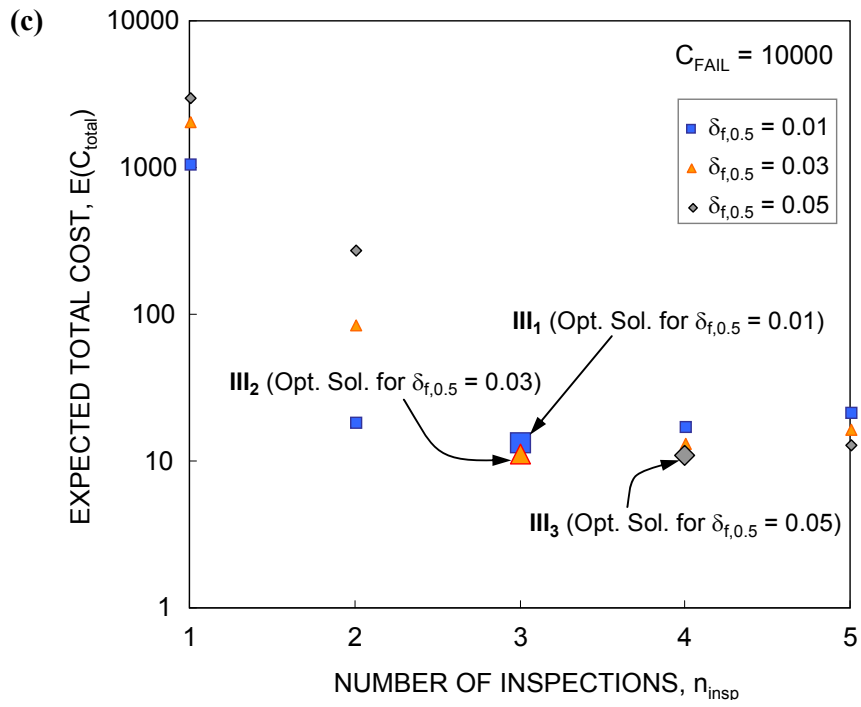 (c)
10000
1000
100
10
1
EXPECTED TOTAL COST, E(C_total)
C_FAIL = 10000
δ_f,0.5 = 0.01
δ_f,0.5 = 0.03
δ_f,0.5 = 0.05
III_1 (Opt. Sol. for δ_f,0.5 = 0.01)
III_2 (Opt. Sol. for δ_f,0.5 = 0.03)
III_3 (Opt. Sol. for δ_f,0.5 = 0.05)
1 2 3 4 5
NUMBER OF INSPECTIONS, n_insp